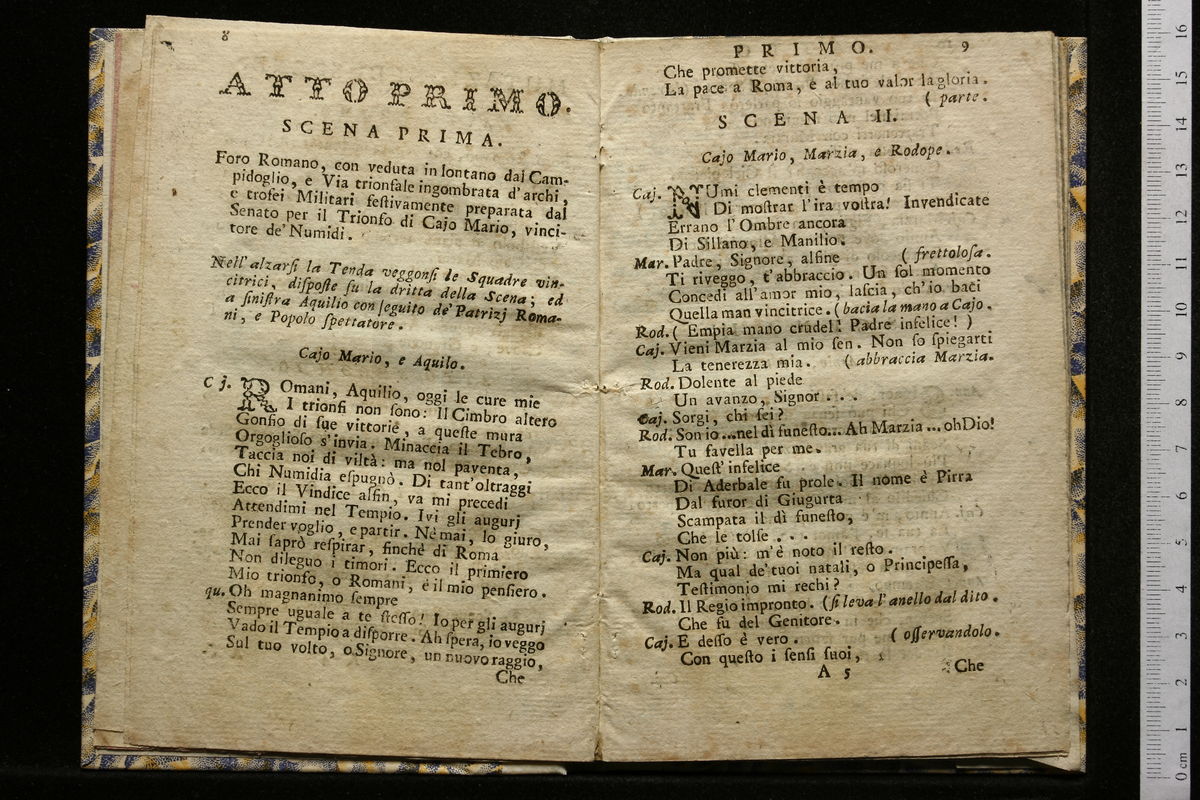 8
ATTO PRIMO.
SCENA PRIMA.
Foro Romano, con veduta in lontano dal Cam-
pidoglio, e Via trionfale ingombrata d'archi,
e trofei Militari feſtivamente preparata dal
Senato per il Trionfo di Cajo Mario, vinci-
tore de' Numidi.
Nell'alzarſi la Tenda veggonſi le Squadre vin-
citrici, diſpoſte ſu la dritta della Scena; ed
a ſiniſtra Aquilio con ſeguito de' Patrizj Roma-
ni, e Popolo ſpettatore.
Cajo Mario, e Aquilo.
C j. ROmani, Aquilio, oggi le cure mie
I trionfi non ſono: Il Cimbro altero
Gonfio di ſue vittorie, a queſte mura
Orgoglioſo s'invia. Minaccia il Tebro,
Taccia noi di viltà: ma nol paventa,
Chi Numidia eſpugnò. Di tant'oltraggi
Ecco il Vindice alfin, va mi precedi
Attendimi nel Tempio. Ivi gli augurj
Prender voglio, e partir. Nè mai, lo giuro,
Mai ſaprò reſpirar, finchè di Roma
Non dileguo i timori. Ecco il primiero
Mio trionfo, o Romani, è il mio penſiero.
qu. Oh magnanimo ſempre
Sempre uguale a te ſteſſo! Io per gli augurj
Vado il Tempio a diſporre. Ah ſpera, io veggo
Sul tuo volto, o Signore, un nuovo raggio,
Che
PRIMO. 9
Che promette vittoria,
La pace a Roma, e al tuo valor la gloria.
( parte.
SCENA II.
Cajo Mario, Marzia, e Rodope.
Caj. NUmi clementi è tempo
Di moſtrar l'ira voſtra! Invendicate
Errano l'Ombre ancora
Di Sillano, e Manilio.
Mar. Padre, Signore, alfine ( frettoloſa.
Ti riveggo, t'abbraccio. Un ſol momento
Concedi all'amor mio, laſcia, ch'io baci
Quella man vincitrice. (bacia la mano a Cajo.
Rod. ( Empia mano crudel! Padre infelice! )
Caj. Vieni Marzia al mio ſen. Non ſo ſpiegarti
La tenerezza mia. (abbraccia Marzia.
Rod. Dolente al piede
Un avanzo, Signor . . .
Caj. Sorgi, chi ſei?
Rod. Son io ... nel dì funeſto... Ah Marzia ... oh Dio!
Tu favella per me.
Mar. Queſt'infelice
Di Aderbale fu prole. Il nome è Pirra
Dal furor di Giugurta
Scampata il dì funeſto,
Che le tolſe . . .
Caj. Non più: m'è noto il reſto.
Ma qual de' tuoi natali, o Principeſſa,
Teſtimonio mi rechi?
Rod. Il Regio impronto. (ſi leva l'anello dal dito.
Che fu del Genitore.
Caj. E deſſo è vero. ( oſſervandolo.
Con queſto i ſenſi ſuoi,
A 5 Che
0 cm 1 2 3 4 5 6 7 8 9 10 11 12 13 14 15 16